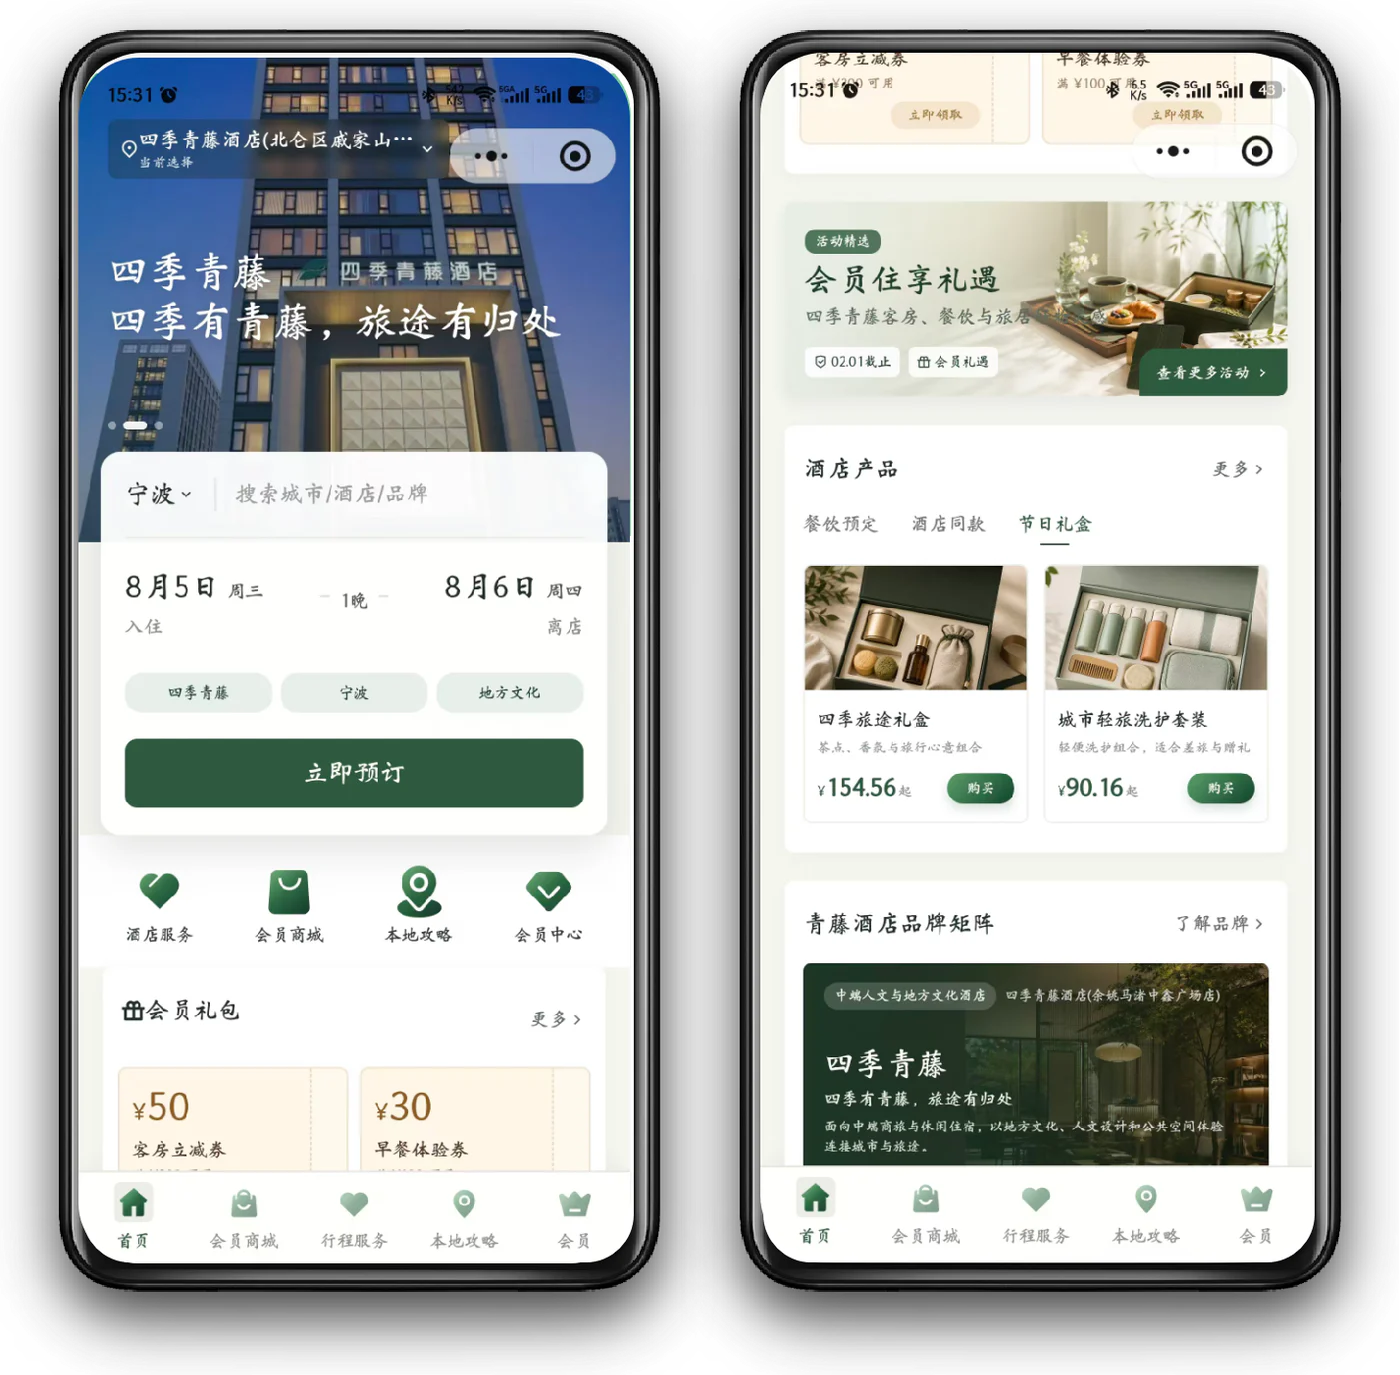 15:31
542 K/s
5GA
5G
43
四季青藤酒店(北仑区戚家山…
当前选择
四季青藤酒店
四季青藤
四季有青藤，旅途有归处
宁波
搜索城市/酒店/品牌
8月5日 周三
1晚
8月6日 周四
入住
离店
四季青藤
宁波
地方文化
立即预订
酒店服务
会员商城
本地攻略
会员中心
会员礼包
更多
¥50
客房立减券
¥30
早餐体验券
首页
会员商城
行程服务
本地攻略
会员
客房立减券
早餐体验券
15:31
满 ¥300 可用
满 ¥100 可用
5G
5G
43
立即领取
立即领取
活动精选
会员住享礼遇
四季青藤客房、餐饮与旅居
02.01截止
会员礼遇
查看更多活动
酒店产品
更多
餐饮预定
酒店同款
节日礼盒
四季旅途礼盒
茶点、香氛与旅行心意组合
¥154.56起
购买
城市轻旅洗护套装
轻便洗护组合，适合差旅与赠礼
¥90.16起
购买
青藤酒店品牌矩阵
了解品牌
中端人文与地方文化酒店
四季青藤酒店(余姚马渚中鑫广场店)
四季青藤
四季有青藤，旅途有归处
面向中端商旅与休闲住宿，以地方文化、人文设计和公共空间体验
连接城市与旅途。
首页
会员商城
行程服务
本地攻略
会员